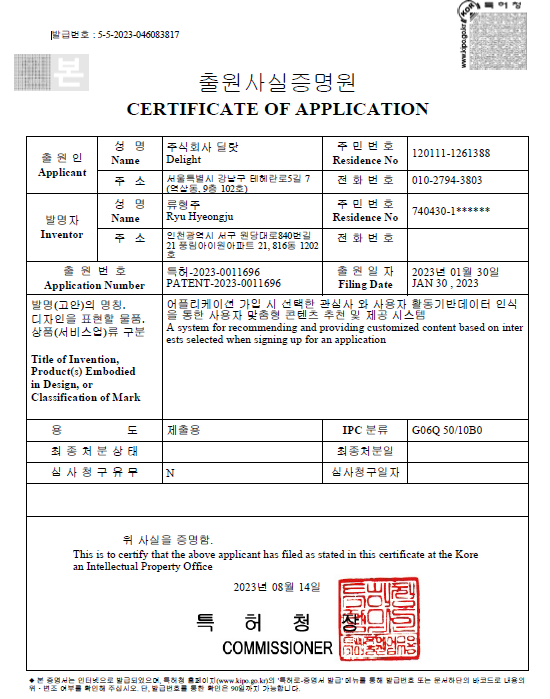 발급번호 : 5-5-2023-046083817
특허청
www.kipo.go.kr
본
출원사실증명원
CERTIFICATE OF APPLICATION
출 원 인
Applicant
성 명
Name
주식회사 딜랏
Delight
주 민 번 호
Residence No
120111-1261388
주 소
서울특별시 강남구 테헤란로5길 7
(역삼동, 9층 102호)
전 화 번 호
010-2794-3803
발명자
Inventor
성 명
Name
류형주
Ryu Hyeongju
주 민 번 호
Residence No
740430-1******
주 소
인천광역시 서구 원당대로840번길
21 풍림아이원아파트 21, 816동 1202
호
전 화 번 호
출 원 번 호
Application Number
특허-2023-0011696
PATENT-2023-0011696
출 원 일 자
Filing Date
2023년 01월 30일
JAN 30 , 2023
발명(고안)의 명칭,
디자인을 표현할 물품,
상품(서비스업)류 구분
Title of Invention,
Product(s) Embodied
in Design, or
Classification of Mark
어플리케이션 가입 시 선택한 관심사 와 사용자 활동기반데이터 인식
을 통한 사용자 맞춤형 콘텐츠 추천 및 제공 시스템
A system for recommending and providing customized content based on inter
ests selected when signing up for an application
용 도
제출용
IPC 분류
G06Q 50/10B0
최 종 처 분 상 태
최종처분일
심 사 청 구 유 무
N
심사청구일자
위 사실을 증명함.
This is to certify that the above applicant has filed as stated in this certificate at the Kore
an Intellectual Property Office
2023년 08월 14일
특 허 청 장
COMMISSIONER
◆ 본 증명서는 인터넷으로 발급되었으며, 특허청 홈페이지(www.kipo.go.kr)의 '특허로-증명서 발급' 메뉴를 통해 발급번호 또는 문서하단의 바코드로 내용의
위·변조 여부를 확인해 주십시오. 단, 발급번호를 통한 확인은 90일까지 가능합니다.